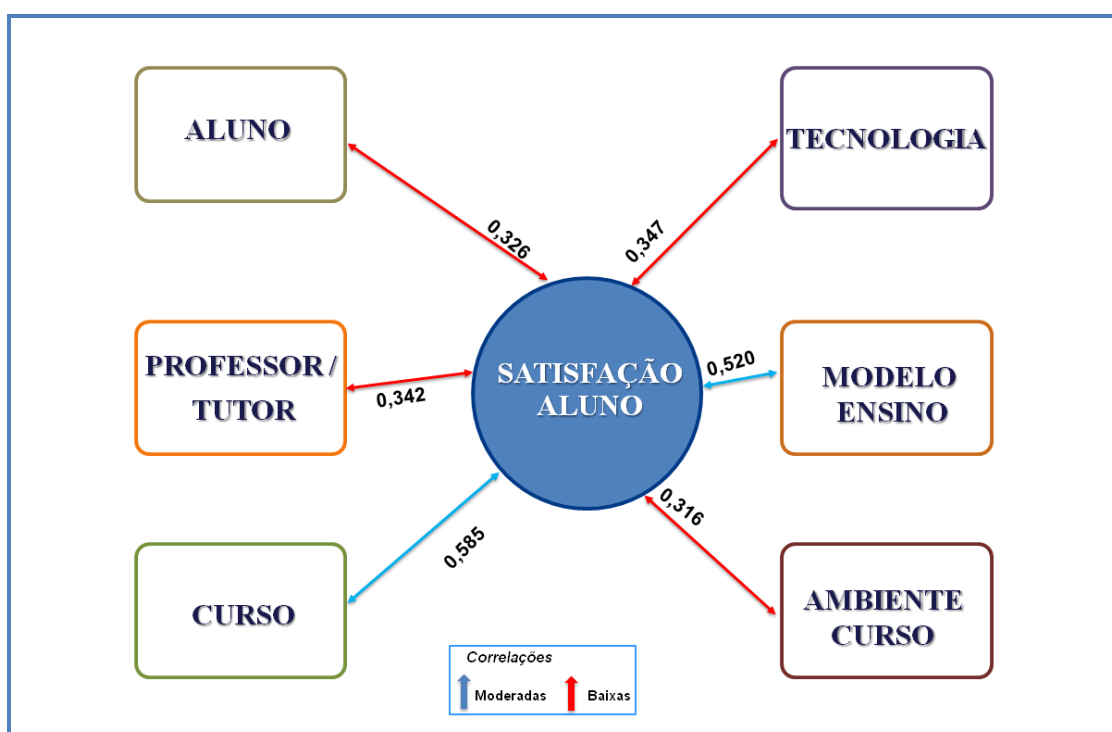 ALUNO
TECNOLOGIA
0,326
0,347
PROFESSOR /
TUTOR
0,342
SATISFAÇÃO
ALUNO
0,520
MODELO
ENSINO
0,585
0,316
CURSO
AMBIENTE
CURSO
Correlações
Moderadas
Baixas